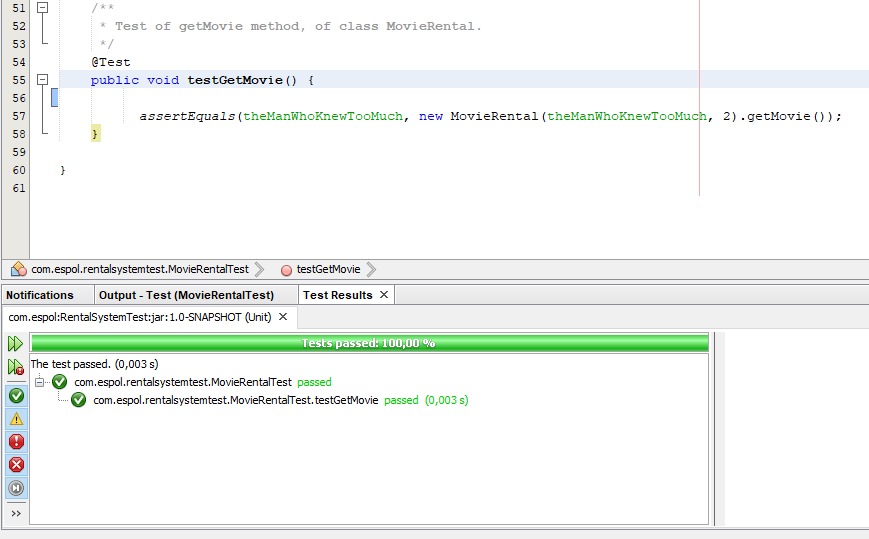 51 /**
52 * Test of getMovie method, of class MovieRental.
53 */
54 @Test
55 public void testGetMovie() {
56
57 assertEquals(theManWhoKnewTooMuch, new MovieRental(theManWhoKnewTooMuch, 2).getMovie());
58 }
59
60 }
61
com.espol.rentalsystemtest.MovieRentalTest testGetMovie
Notifications Output - Test (MovieRentalTest) Test Results
com.espol:RentalSystemTest:jar:1.0-SNAPSHOT (Unit)
Tests passed: 100,00 %
The test passed. (0,003 s)
com.espol.rentalsystemtest.MovieRentalTest passed
com.espol.rentalsystemtest.MovieRentalTest.testGetMovie passed (0,003 s)